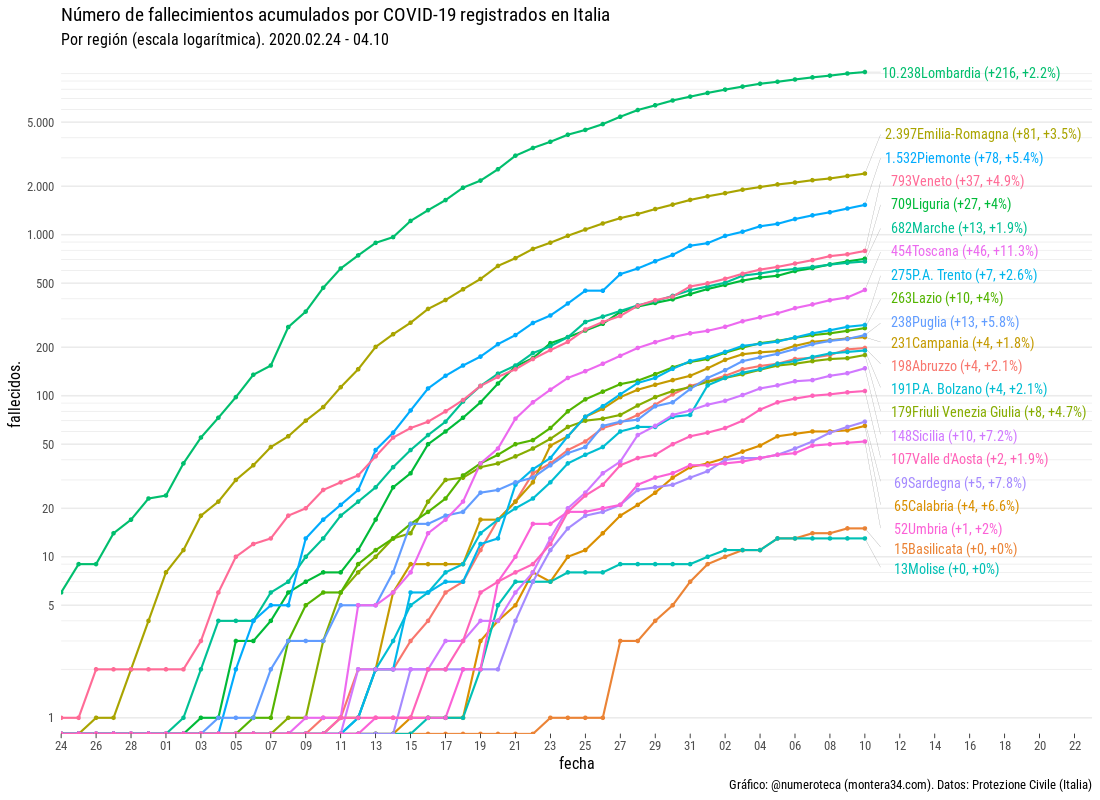 Número de fallecimientos acumulados por COVID-19 registrados en Italia
Por región (escala logarítmica). 2020.02.24 - 04.10
10.238Lombardia (+216, +2.2%)
2.397Emilia-Romagna (+81, +3.5%)
1.532Piemonte (+78, +5.4%)
793Veneto (+37, +4.9%)
709Liguria (+27, +4%)
682Marche (+13, +1.9%)
454Toscana (+46, +11.3%)
275P.A. Trento (+7, +2.6%)
263Lazio (+10, +4%)
238Puglia (+13, +5.8%)
231Campania (+4, +1.8%)
198Abruzzo (+4, +2.1%)
191P.A. Bolzano (+4, +2.1%)
179Friuli Venezia Giulia (+8, +4.7%)
148Sicilia (+10, +7.2%)
107Valle d'Aosta (+2, +1.9%)
69Sardegna (+5, +7.8%)
65Calabria (+4, +6.6%)
52Umbria (+1, +2%)
15Basilicata (+0, +0%)
13Molise (+0, +0%)
5.000
2.000
1.000
500
200
100
50
20
10
5
1
fallecidos.
24 26 28 01 03 05 07 09 11 13 15 17 19 21 23 25 27 29 31 02 04 06 08 10 12 14 16 18 20 22
fecha
Gráfico: @numeroteca (montera34.com). Datos: Protezione Civile (Italia)